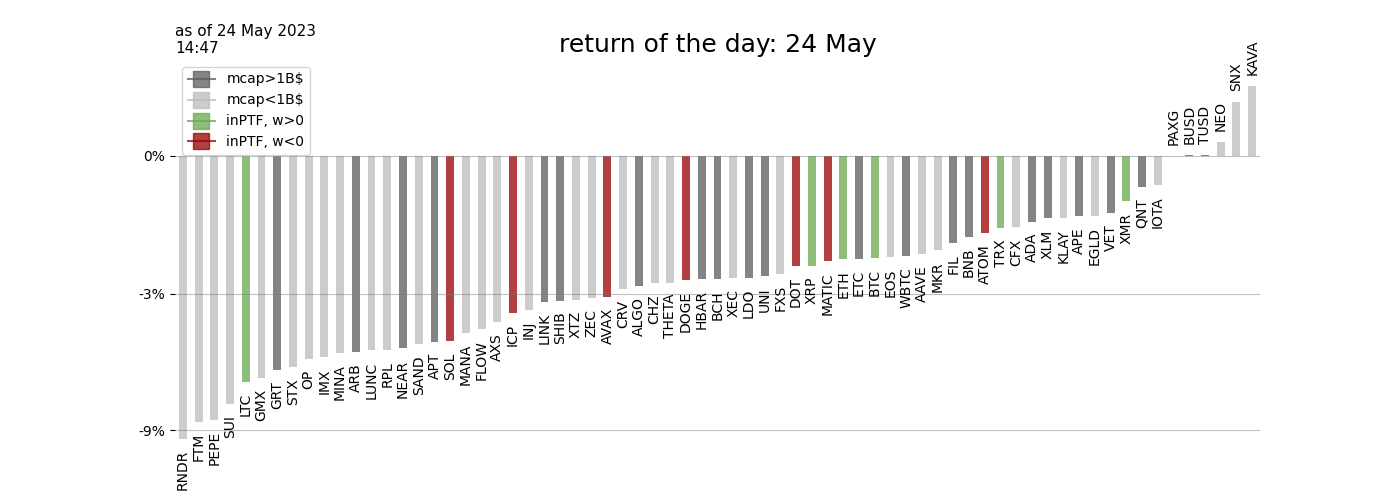 as of 24 May 2023
14:47
return of the day: 24 May
mcap>1B$
mcap<1B$
inPTF, w>0
inPTF, w<0
0%
-3%
-9%
RNDR
FTM
PEPE
SUI
LTC
GMX
GRT
STX
OP
IMX
MINA
ARB
LUNC
RPL
NEAR
SAND
APT
SOL
MANA
FLOW
AXS
ICP
INJ
LINK
SHIB
XTZ
ZEC
AVAX
CRV
ALGO
CHZ
THETA
DOGE
HBAR
BCH
XEC
LDO
UNI
FXS
DOT
XRP
MATIC
ETH
ETC
BTC
EOS
WBTC
AAVE
MKR
FIL
BNB
ATOM
TRX
CFX
ADA
XLM
KLAY
APE
EGLD
VET
XMR
QNT
IOTA
PAXG
BUSD
TUSD
NEO
SNX
KAVA